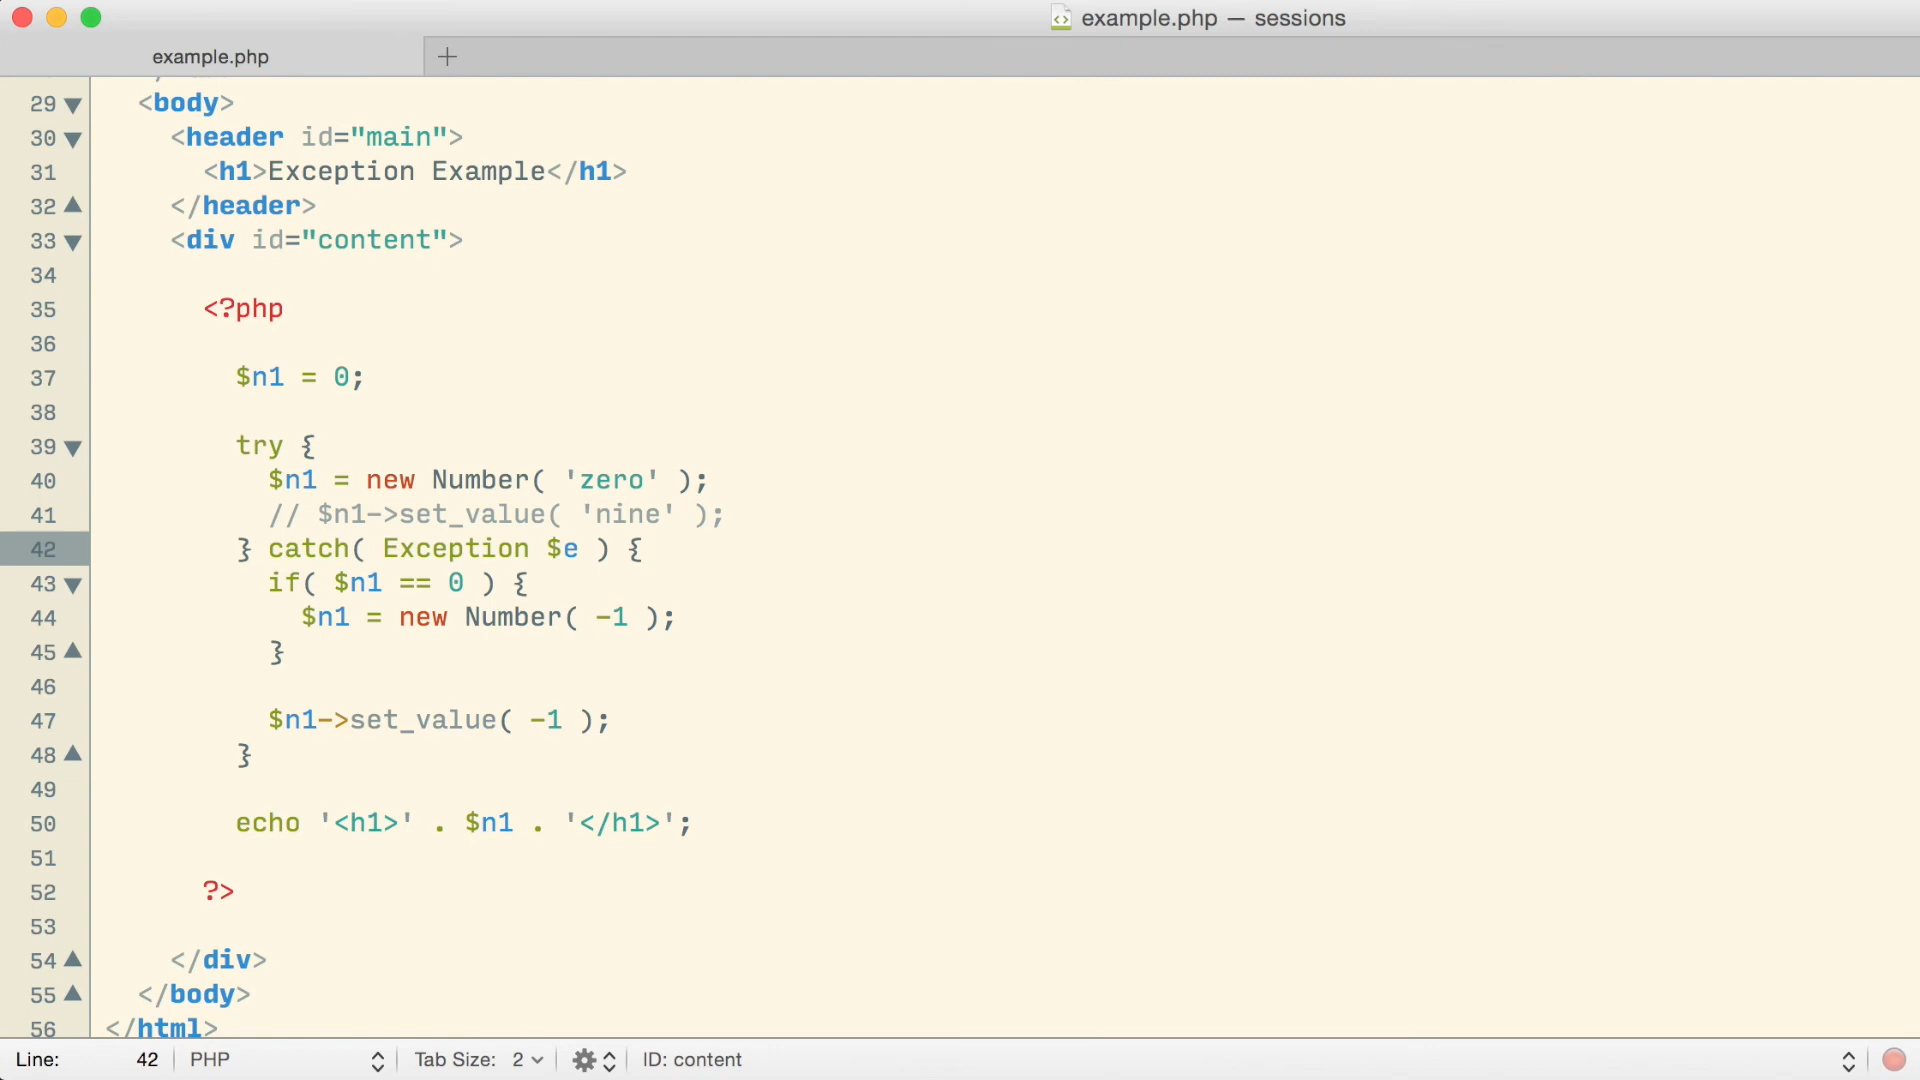 example.php — sessions
example.php
29 <body>
30 <header id="main">
31 <h1>Exception Example</h1>
32 </header>
33 <div id="content">
34
35 <?php
36
37 $n1 = 0;
38
39 try {
40 $n1 = new Number( 'zero' );
41 // $n1->set_value( 'nine' );
42 } catch( Exception $e ) {
43 if( $n1 == 0 ) {
44 $n1 = new Number( -1 );
45 }
46
47 $n1->set_value( -1 );
48 }
49
50 echo '<h1>' . $n1 . '</h1>';
51
52 ?>
53
54 </div>
55 </body>
56 </html>
Line: 42 PHP Tab Size: 2 ID: content